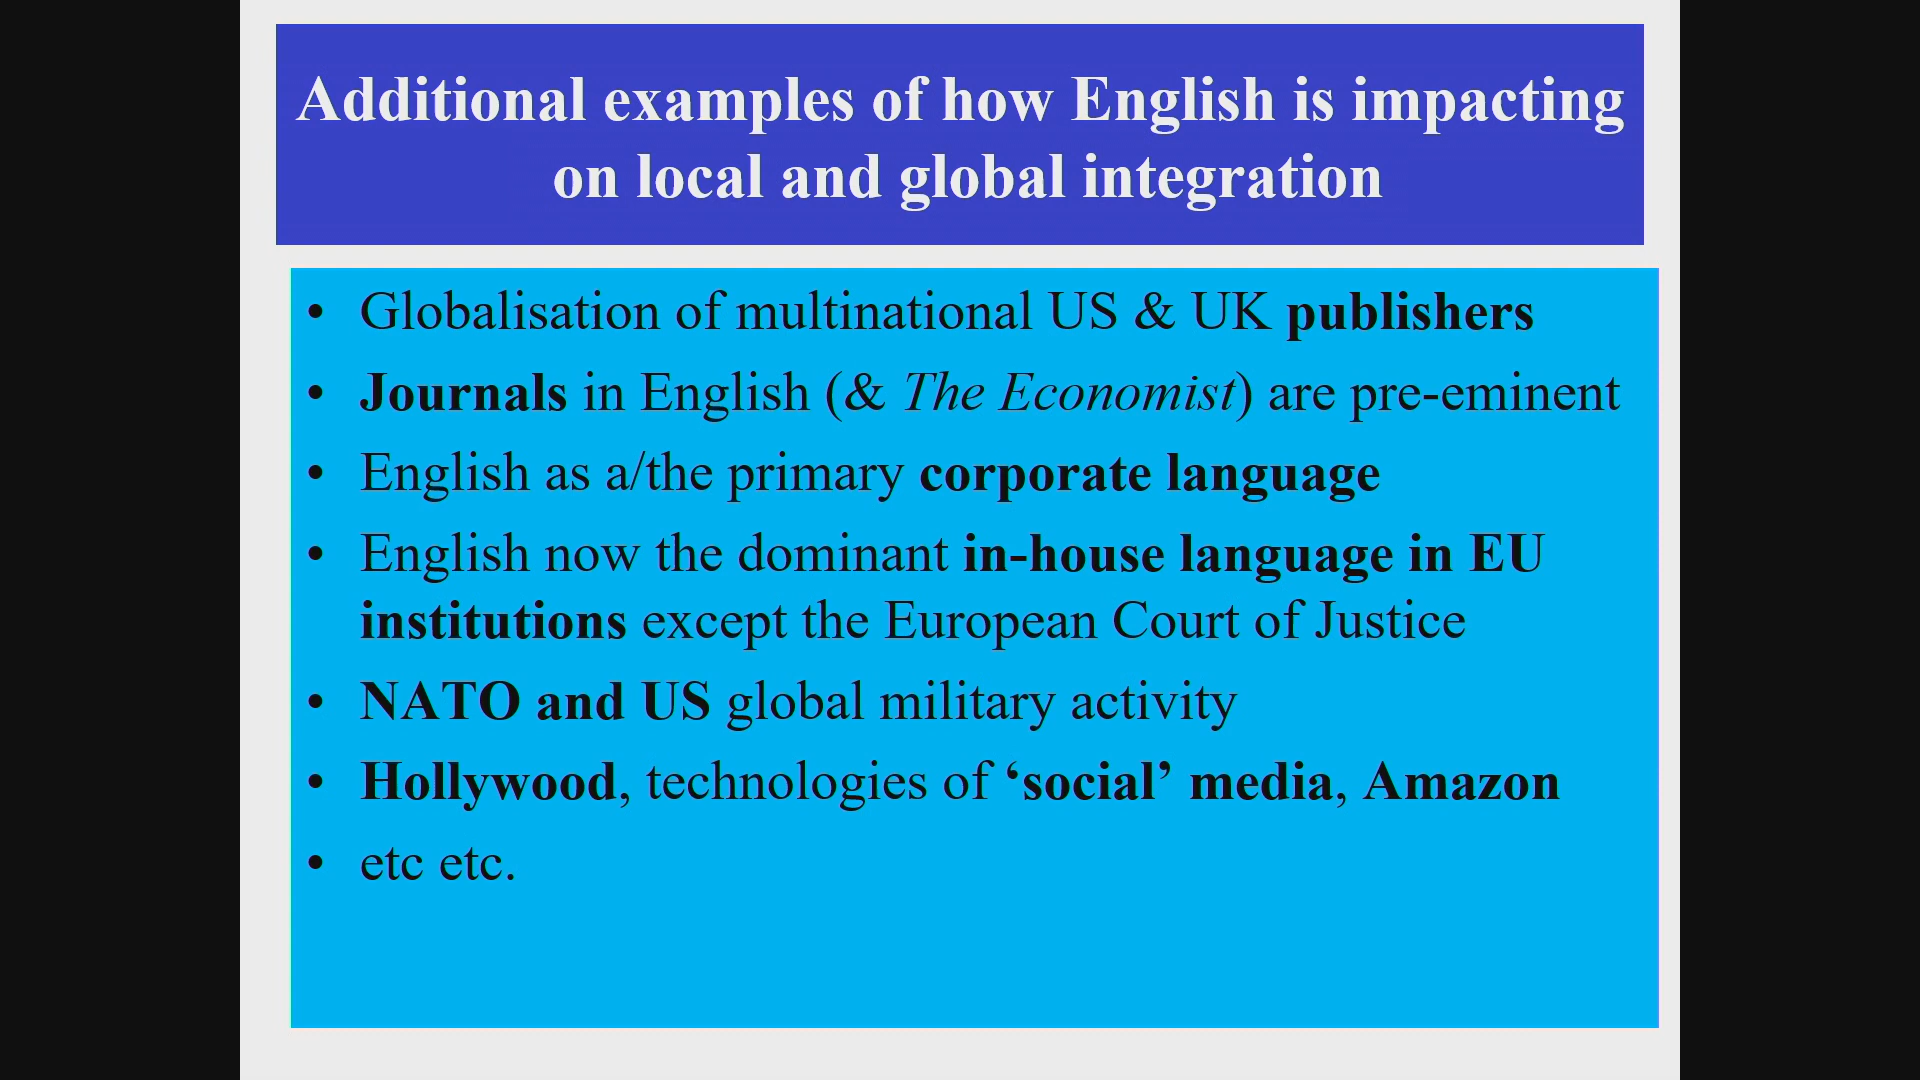 Additional examples of how English is impacting
on local and global integration
• Globalisation of multinational US & UK publishers
• Journals in English (& The Economist) are pre-eminent
• English as a/the primary corporate language
• English now the dominant in-house language in EU
institutions except the European Court of Justice
• NATO and US global military activity
• Hollywood, technologies of ‘social’ media, Amazon
• etc etc.